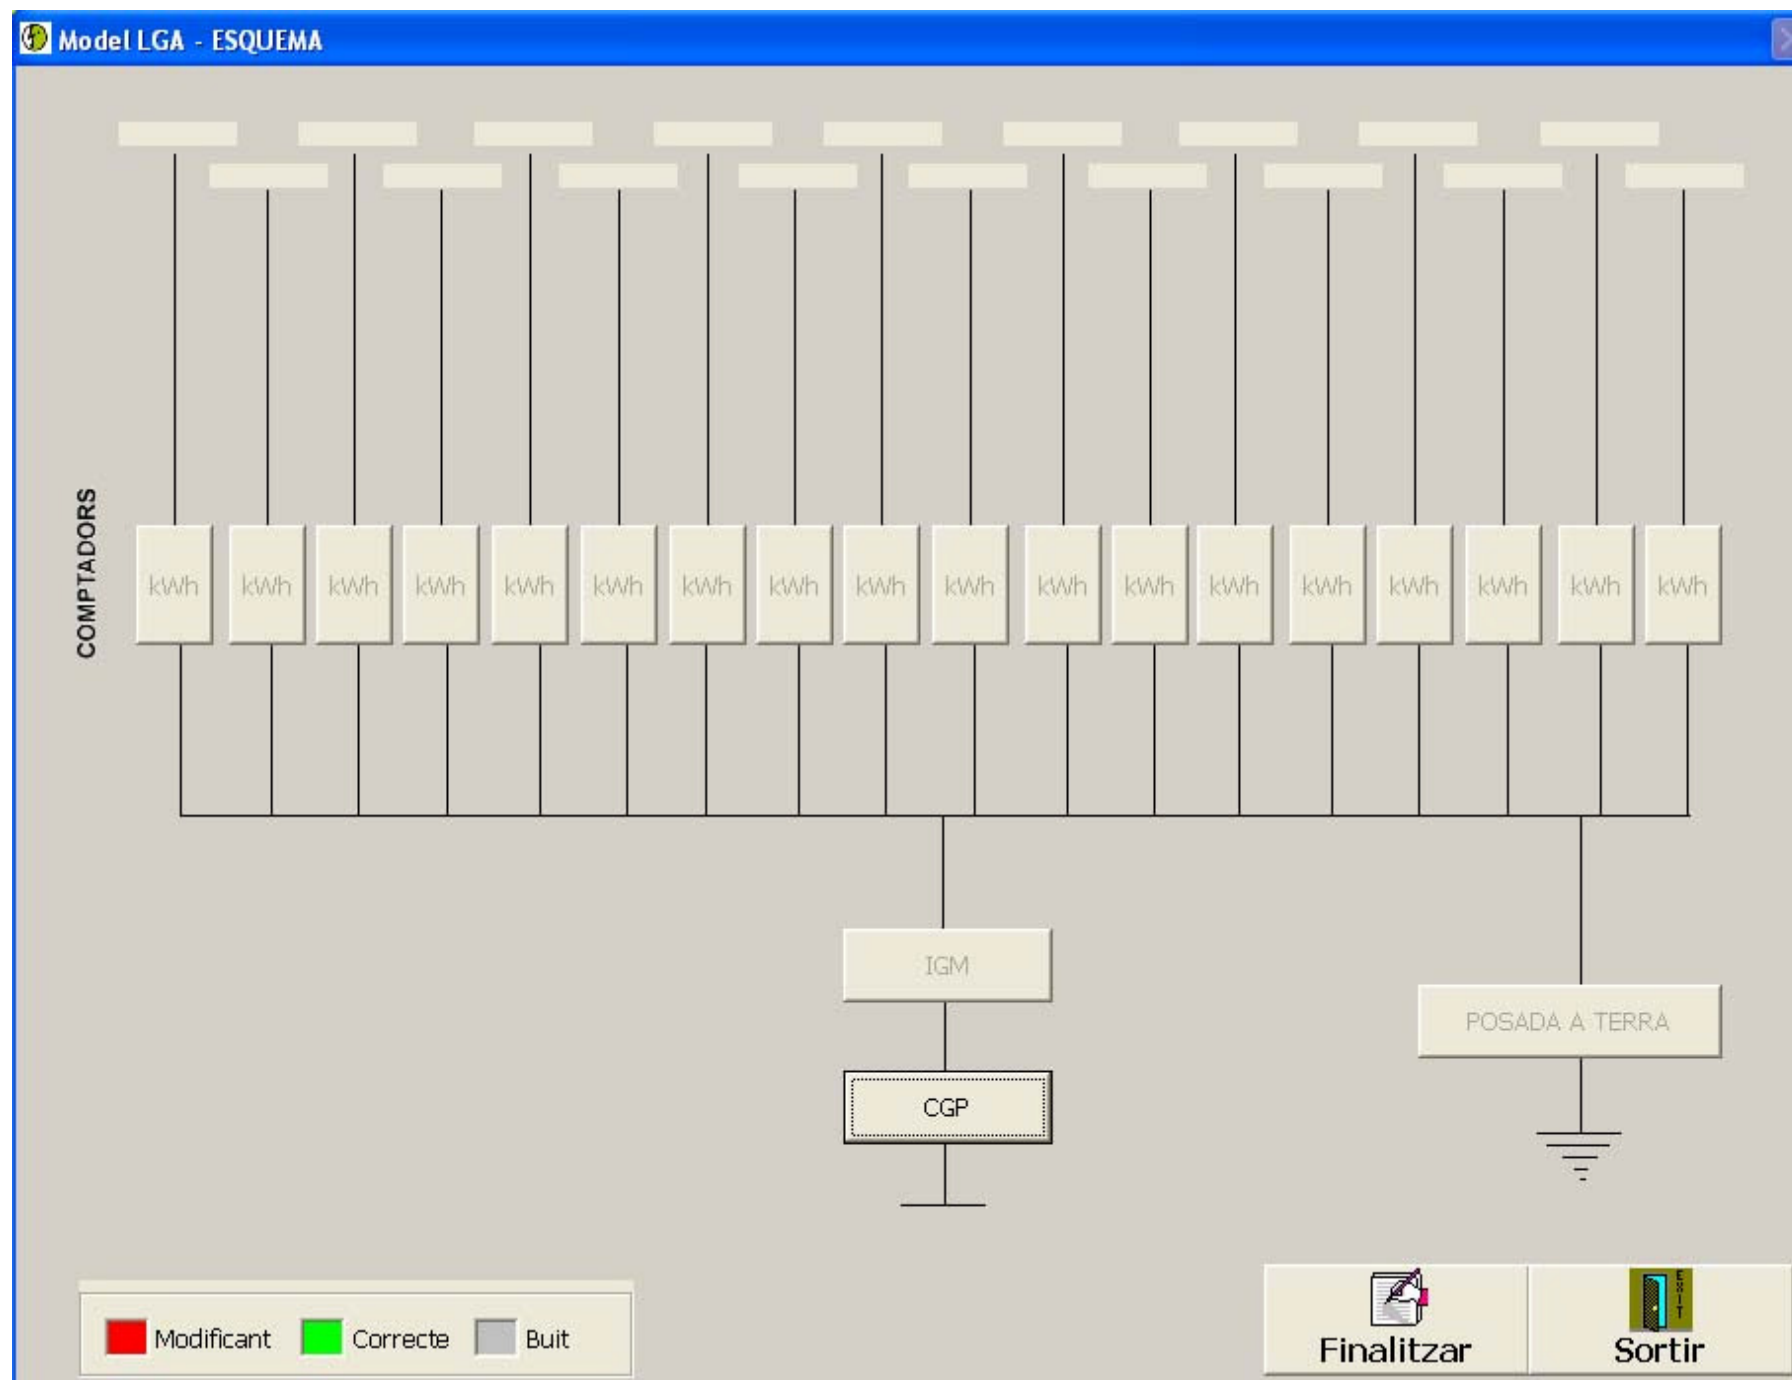 Model LGA - ESQUEMA
COMPTADORS
kWh kWh kWh kWh kWh kWh kWh kWh kWh kWh kWh kWh kWh kWh kWh kWh kWh kWh
IGM
POSADA A TERRA
CGP
Modificant Correcte Buit
EXIT
Finalitzar Sortir